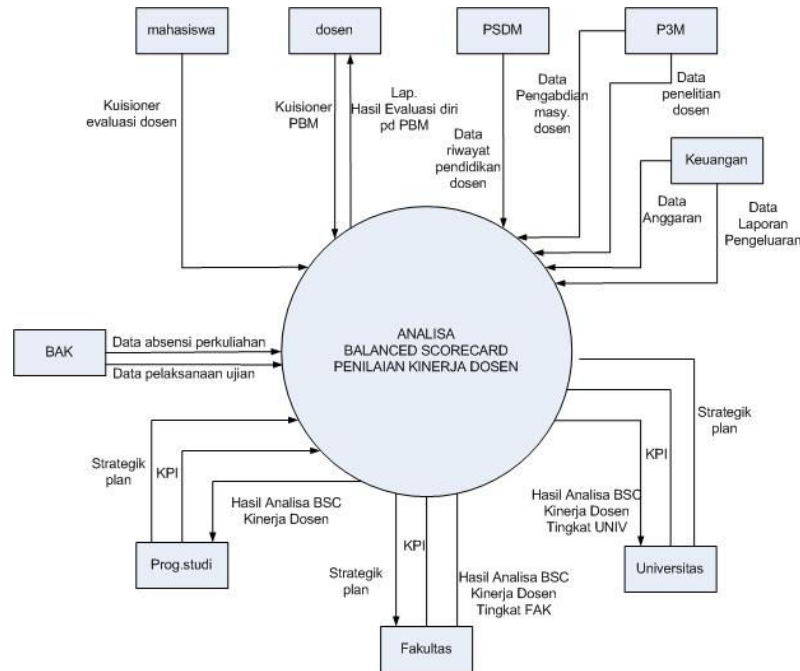 mahasiswa
dosen
PSDM
P3M
Kuisioner
evaluasi dosen
Kuisioner
PBM
Lap.
Hasil Evaluasi diri
pd PBM
Data
riwayat
pendidikan
dosen
Data
Pengabdian
masy.
dosen
Data
penelitian
dosen
Keuangan
Data
Anggaran
Data
Laporan
Pengeluaran
ANALISA
BALANCED SCORECARD
PENILAIAN KINERJA DOSEN
BAK
Data absensi perkuliahan
Data pelaksanaan ujian
Strategik
plan
KPI
Hasil Analisa BSC
Kinerja Dosen
Prog.studi
Strategik
plan
KPI
Hasil Analisa BSC
Kinerja Dosen
Tingkat FAK
Fakultas
Hasil Analisa BSC
Kinerja Dosen
Tingkat UNIV
KPI
Strategik
plan
Universitas